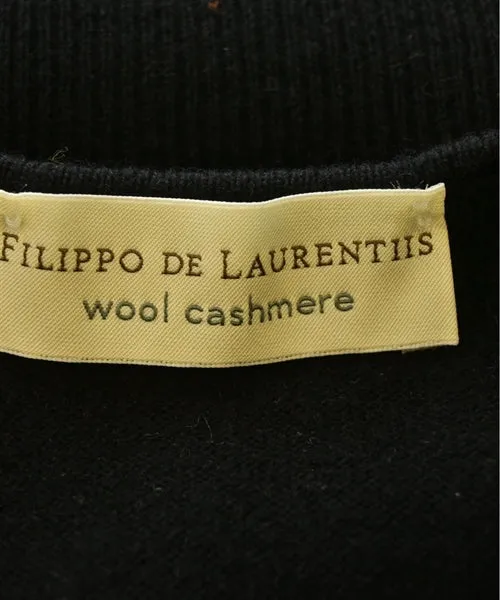 FILIPPO DE LAURENTIIS
wool cashmere